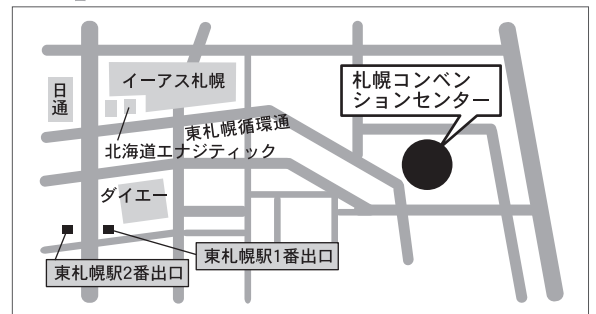 イーアス札幌
日
通
札幌コンベン
ションセンター
東札幌循環通
北海道エナジティック
ダイエー
東札幌駅1番出口
東札幌駅2番出口